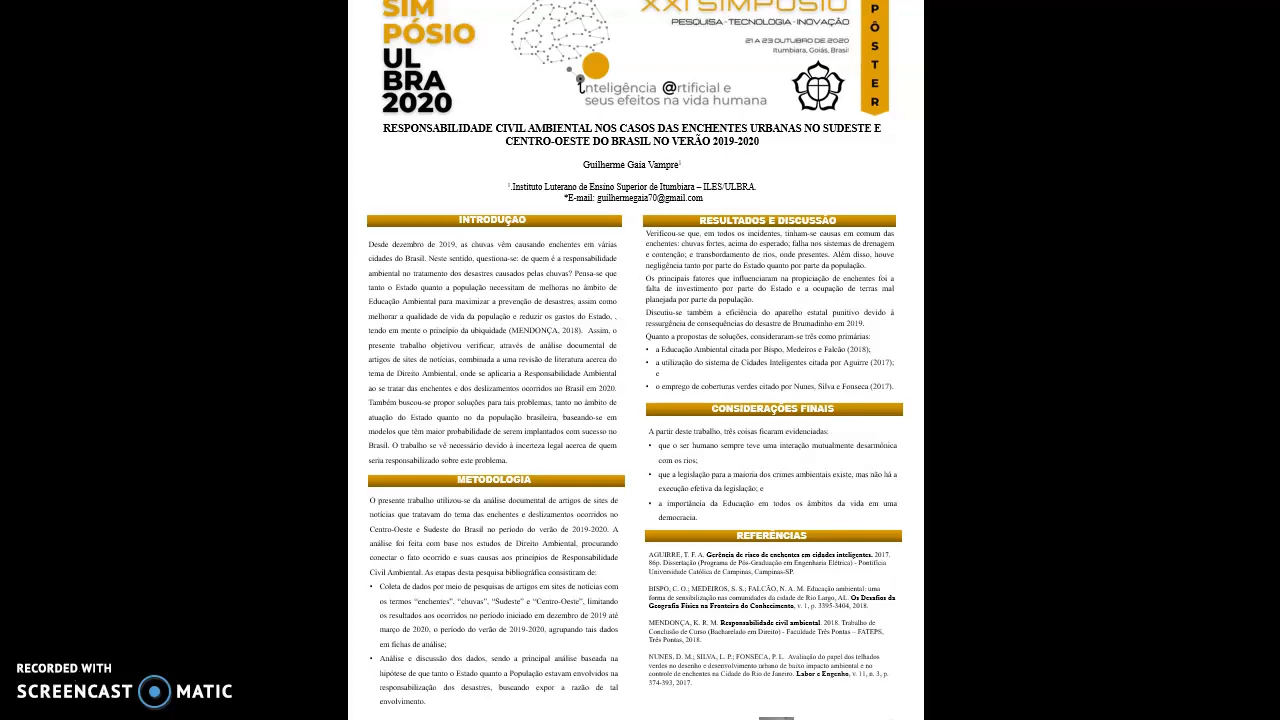 SIM
PÓSIO
UL
BRA
2020
XXI SIMPÓSIO
PESQUISA · TECNOLOGIA · INOVAÇÃO
21 A 23 OUTUBRO DE 2020
Itumbiara, Goiás, Brasil
inteligência @rtificial e
seus efeitos na vida humana
PÔSTER
RESPONSABILIDADE CIVIL AMBIENTAL NOS CASOS DAS ENCHENTES URBANAS NO SUDESTE E
CENTRO-OESTE DO BRASIL NO VERÃO 2019-2020
Guilherme Gaia Vampre¹
¹.Instituto Luterano de Ensino Superior de Itumbiara – ILES/ULBRA.
*E-mail: guilhermegaia70@gmail.com
INTRODUÇÃO
Desde dezembro de 2019, as chuvas vêm causando enchentes em várias
cidades do Brasil. Neste sentido, questiona-se: de quem é a responsabilidade
ambiental no tratamento dos desastres causados pelas chuvas? Pensa-se que
tanto o Estado quanto a população necessitam de melhoras no âmbito de
Educação Ambiental para maximizar a prevenção de desastres, assim como
melhorar a qualidade de vida da população e reduzir os gastos do Estado, ,
tendo em mente o princípio da ubiquidade (MENDONÇA, 2018). Assim, o
presente trabalho objetivou verificar, através de análise documental de
artigos de sites de notícias, combinada a uma revisão de literatura acerca do
tema de Direito Ambiental, onde se aplicaria a Responsabilidade Ambiental
ao se tratar das enchentes e dos deslizamentos ocorridos no Brasil em 2020.
Também buscou-se propor soluções para tais problemas, tanto no âmbito de
atuação do Estado quanto no da população brasileira, baseando-se em
modelos que têm maior probabilidade de serem implantados com sucesso no
Brasil. O trabalho se vê necessário devido à incerteza legal acerca de quem
seria responsabilizado sobre este problema.
METODOLOGIA
O presente trabalho utilizou-se da análise documental de artigos de sites de
notícias que tratavam do tema das enchentes e deslizamentos ocorridos no
Centro-Oeste e Sudeste do Brasil no período do verão de 2019-2020. A
análise foi feita com base nos estudos de Direito Ambiental, procurando
conectar o fato ocorrido e suas causas aos princípios de Responsabilidade
Civil Ambiental. As etapas desta pesquisa bibliográfica consistiram de:
• Coleta de dados por meio de pesquisas de artigos em sites de notícias com
os termos “enchentes”, “chuvas”, “Sudeste” e “Centro-Oeste”, limitando
os resultados aos ocorridos no período iniciado em dezembro de 2019 até
março de 2020, o período do verão de 2019-2020, agrupando tais dados
em fichas de análise;
• Análise e discussão dos dados, sendo a principal análise baseada na
hipótese de que tanto o Estado quanto a População estavam envolvidos na
responsabilização dos desastres, buscando expor a razão de tal
envolvimento.
RESULTADOS E DISCUSSÃO
Verificou-se que, em todos os incidentes, tinham-se causas em comum das
enchentes: chuvas fortes, acima do esperado; falha nos sistemas de drenagem
e contenção; e transbordamento de rios, onde presentes. Além disso, houve
negligência tanto por parte do Estado quanto por parte da população.
Os principais fatores que influenciaram na propiciação de enchentes foi a
falta de investimento por parte do Estado e a ocupação de terras mal
planejada por parte da população.
Discutiu-se também a eficiência do aparelho estatal punitivo devido à
ressurgência de consequências do desastre de Brumadinho em 2019.
Quanto a propostas de soluções, consideraram-se três como primárias:
• a Educação Ambiental citada por Bispo, Medeiros e Falcão (2018);
• a utilização do sistema de Cidades Inteligentes citada por Aguirre (2017);
e
• o emprego de coberturas verdes citado por Nunes, Silva e Fonseca (2017).
CONSIDERAÇÕES FINAIS
A partir deste trabalho, três coisas ficaram evidenciadas:
• que o ser humano sempre teve uma interação mutualmente desarmônica
com os rios;
• que a legislação para a maioria dos crimes ambientais existe, mas não há a
execução efetiva da legislação; e
• a importância da Educação em todos os âmbitos da vida em uma
democracia.
REFERÊNCIAS
AGUIRRE, T. F. A. Gerência de risco de enchentes em cidades inteligentes. 2017.
86p. Dissertação (Programa de Pós-Graduação em Engenharia Elétrica) - Pontifícia
Universidade Católica de Campinas, Campinas-SP.
BISPO, C. O.; MEDEIROS, S. S.; FALCÃO, N. A. M. Educação ambiental: uma
forma de sensibilização nas comunidades da cidade de Rio Largo, AL. Os Desafios da
Geografia Física na Fronteira do Conhecimento, v. 1, p. 3395-3404, 2018.
MENDONÇA, K. R. M. Responsabilidade civil ambiental. 2018. Trabalho de
Conclusão de Curso (Bacharelado em Direito) - Faculdade Três Pontas – FATEPS,
Três Pontas, 2018.
NUNES, D. M.; SILVA, L. P.; FONSECA, P. L. Avaliação do papel dos telhados
verdes no desenho e desenvolvimento urbano de baixo impacto ambiental e no
controle de enchentes na Cidade do Rio de Janeiro. Labor e Engenho, v. 11, n. 3, p.
374-393, 2017.
RECORDED WITH
SCREENCAST MATIC